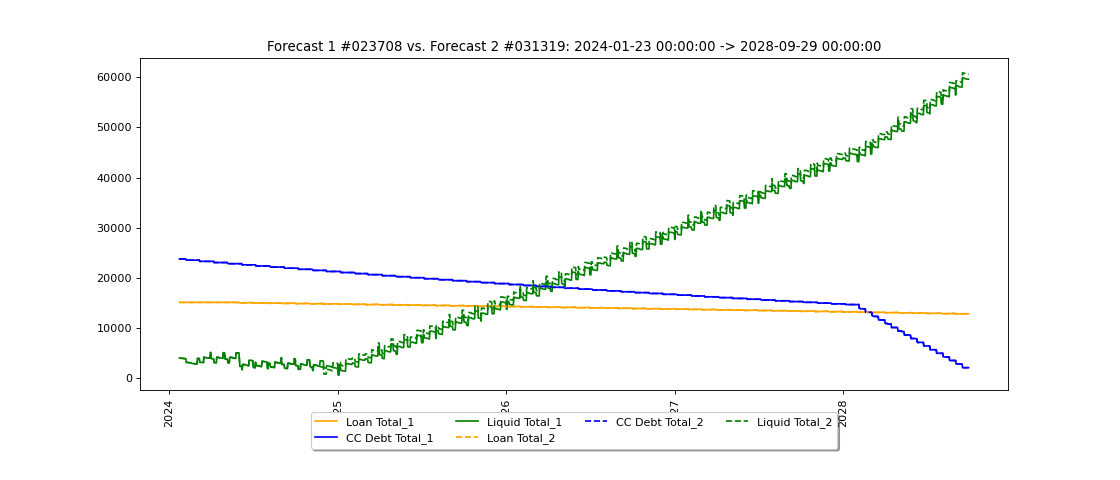 Forecast 1 #023708 vs. Forecast 2 #031319: 2024-01-23 00:00:00 -> 2028-09-29 00:00:00
60000
50000
40000
30000
20000
10000
0
2024
25
26
27
2028
Loan Total_1
Liquid Total_1
CC Debt Total_2
Liquid Total_2
CC Debt Total_1
Loan Total_2